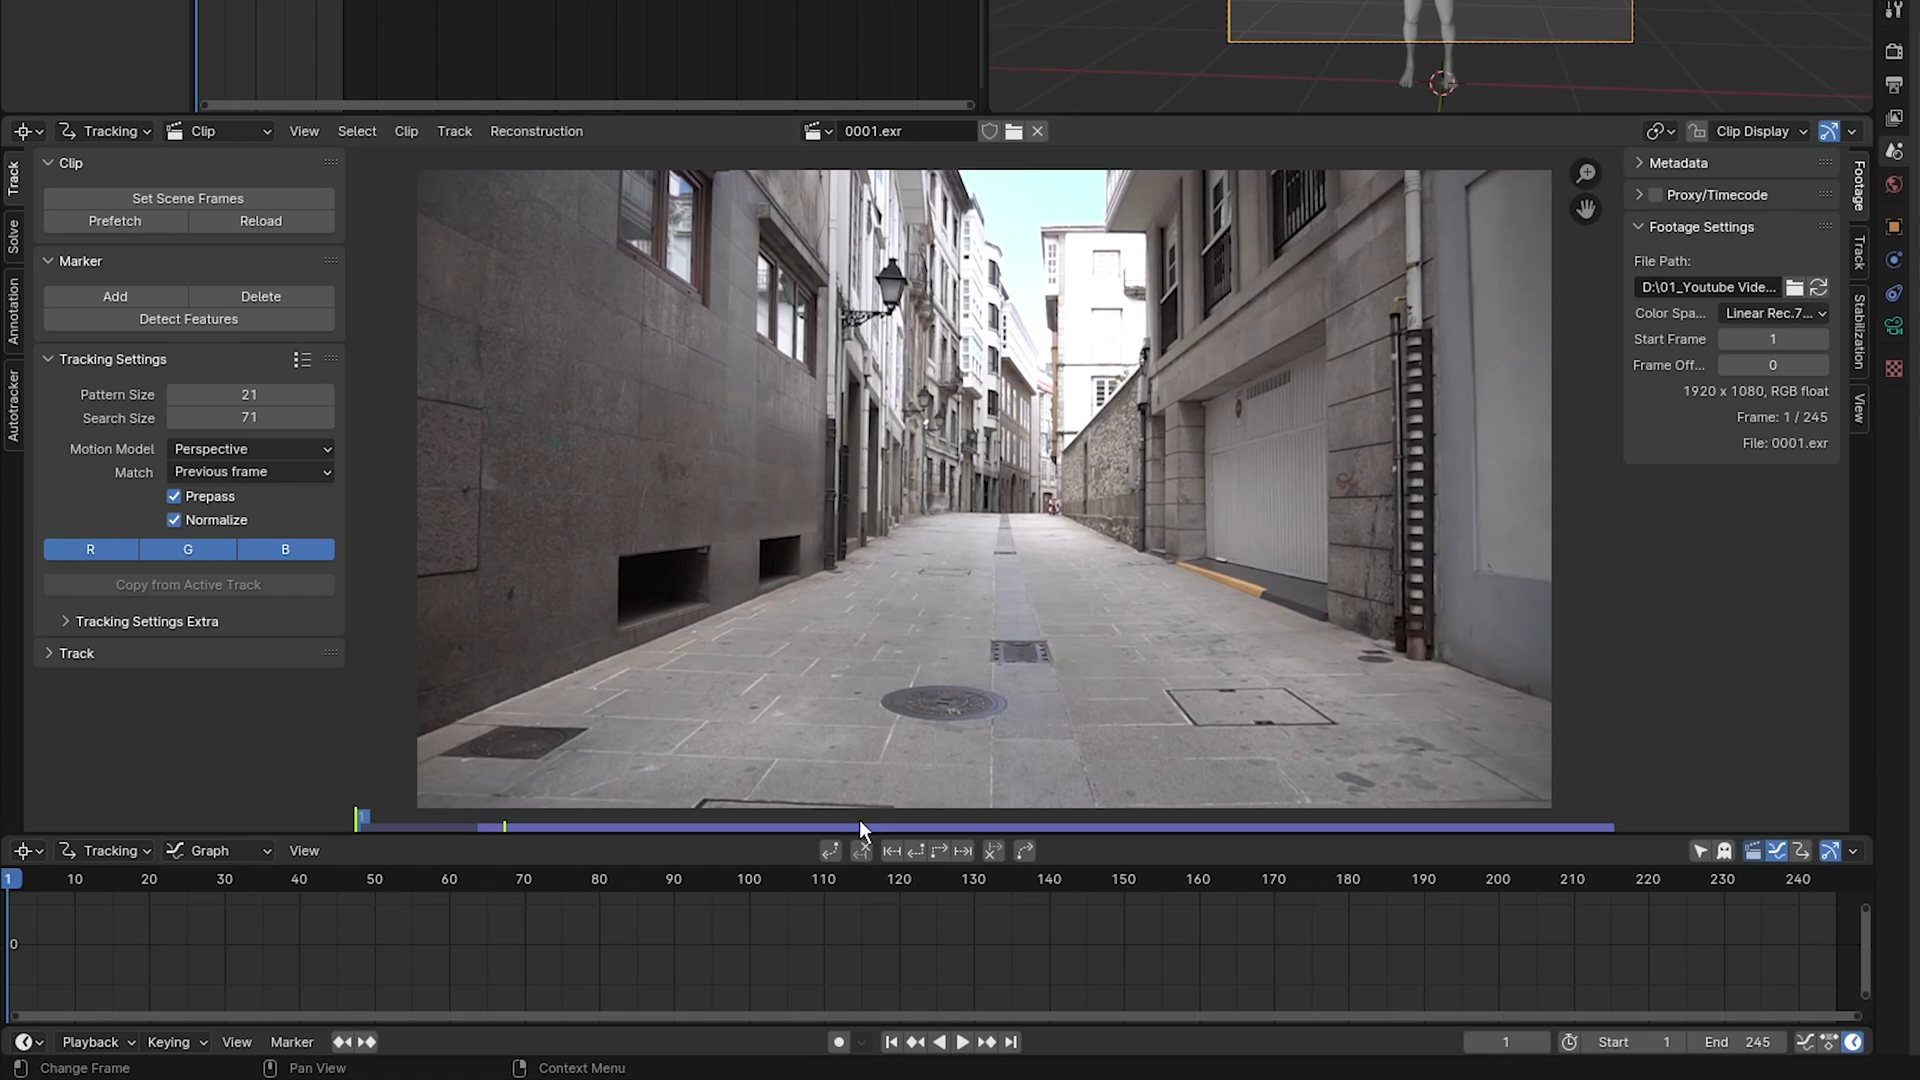 Tracking Clip View Select Clip Track Reconstruction 0001.exr Clip Display
Track
Solve
Annotation
Autotracker
Clip
Set Scene Frames
Prefetch Reload
Marker
Add Delete
Detect Features
Tracking Settings
Pattern Size 21
Search Size 71
Motion Model Perspective
Match Previous frame
Prepass
Normalize
R G B
Copy from Active Track
Tracking Settings Extra
Track
Metadata
Proxy/Timecode
Footage Settings
File Path:
D:\01_Youtube Vide...
Color Spa... Linear Rec.7...
Start Frame 1
Frame Off... 0
1920 x 1080, RGB float
Frame: 1 / 245
File: 0001.exr
Footage
Track
Stabilization
View
1
Tracking Graph View
1 10 20 30 40 50 60 70 80 90 100 110 120 130 140 150 160 170 180 190 200 210 220 230 240
0
Playback Keying View Marker 1 Start 1 End 245
Change Frame Pan View Context Menu